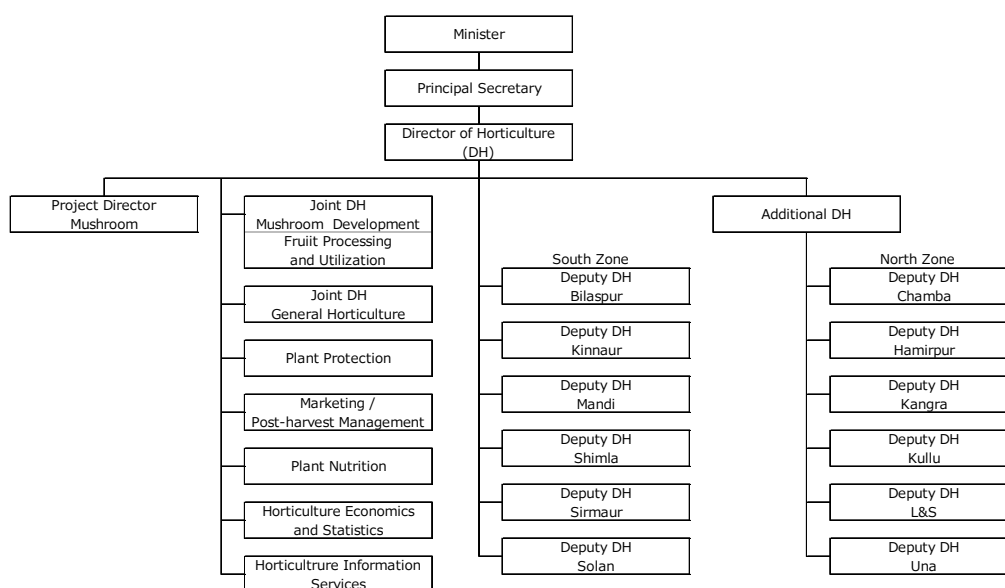 Minister
Principal Secretary
Director of Horticulture
(DH)
Project Director
Mushroom
Joint DH
Mushroom Development
Fruiit Processing
and Utilization
Joint DH
General Horticulture
Plant Protection
Marketing /
Post-harvest Management
Plant Nutrition
Horticulture Economics
and Statistics
Horticultrure Information
Services
South Zone
Deputy DH
Bilaspur
Deputy DH
Kinnaur
Deputy DH
Mandi
Deputy DH
Shimla
Deputy DH
Sirmaur
Deputy DH
Solan
Additional DH
North Zone
Deputy DH
Chamba
Deputy DH
Hamirpur
Deputy DH
Kangra
Deputy DH
Kullu
Deputy DH
L&S
Deputy DH
Una